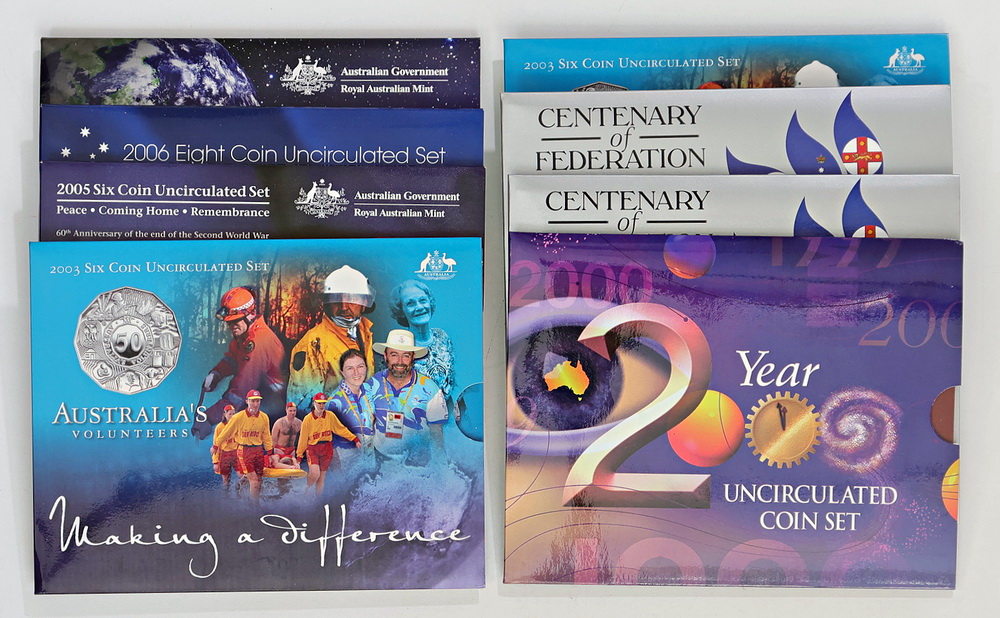 Australian Government
Royal Australian Mint
2006 Eight Coin Uncirculated Set
2005 Six Coin Uncirculated Set
Peace • Coming Home • Remembrance
60th Anniversary of the end of the Second World War
Australian Government
Royal Australian Mint
2003 Six Coin Uncirculated Set
50
Australia's
Volunteers
Making a difference
2003 Six Coin Uncirculated Set
CENTENARY
of
FEDERATION
CENTENARY
of
1999
2000
200
2
Year
UNCIRCULATED
COIN SET